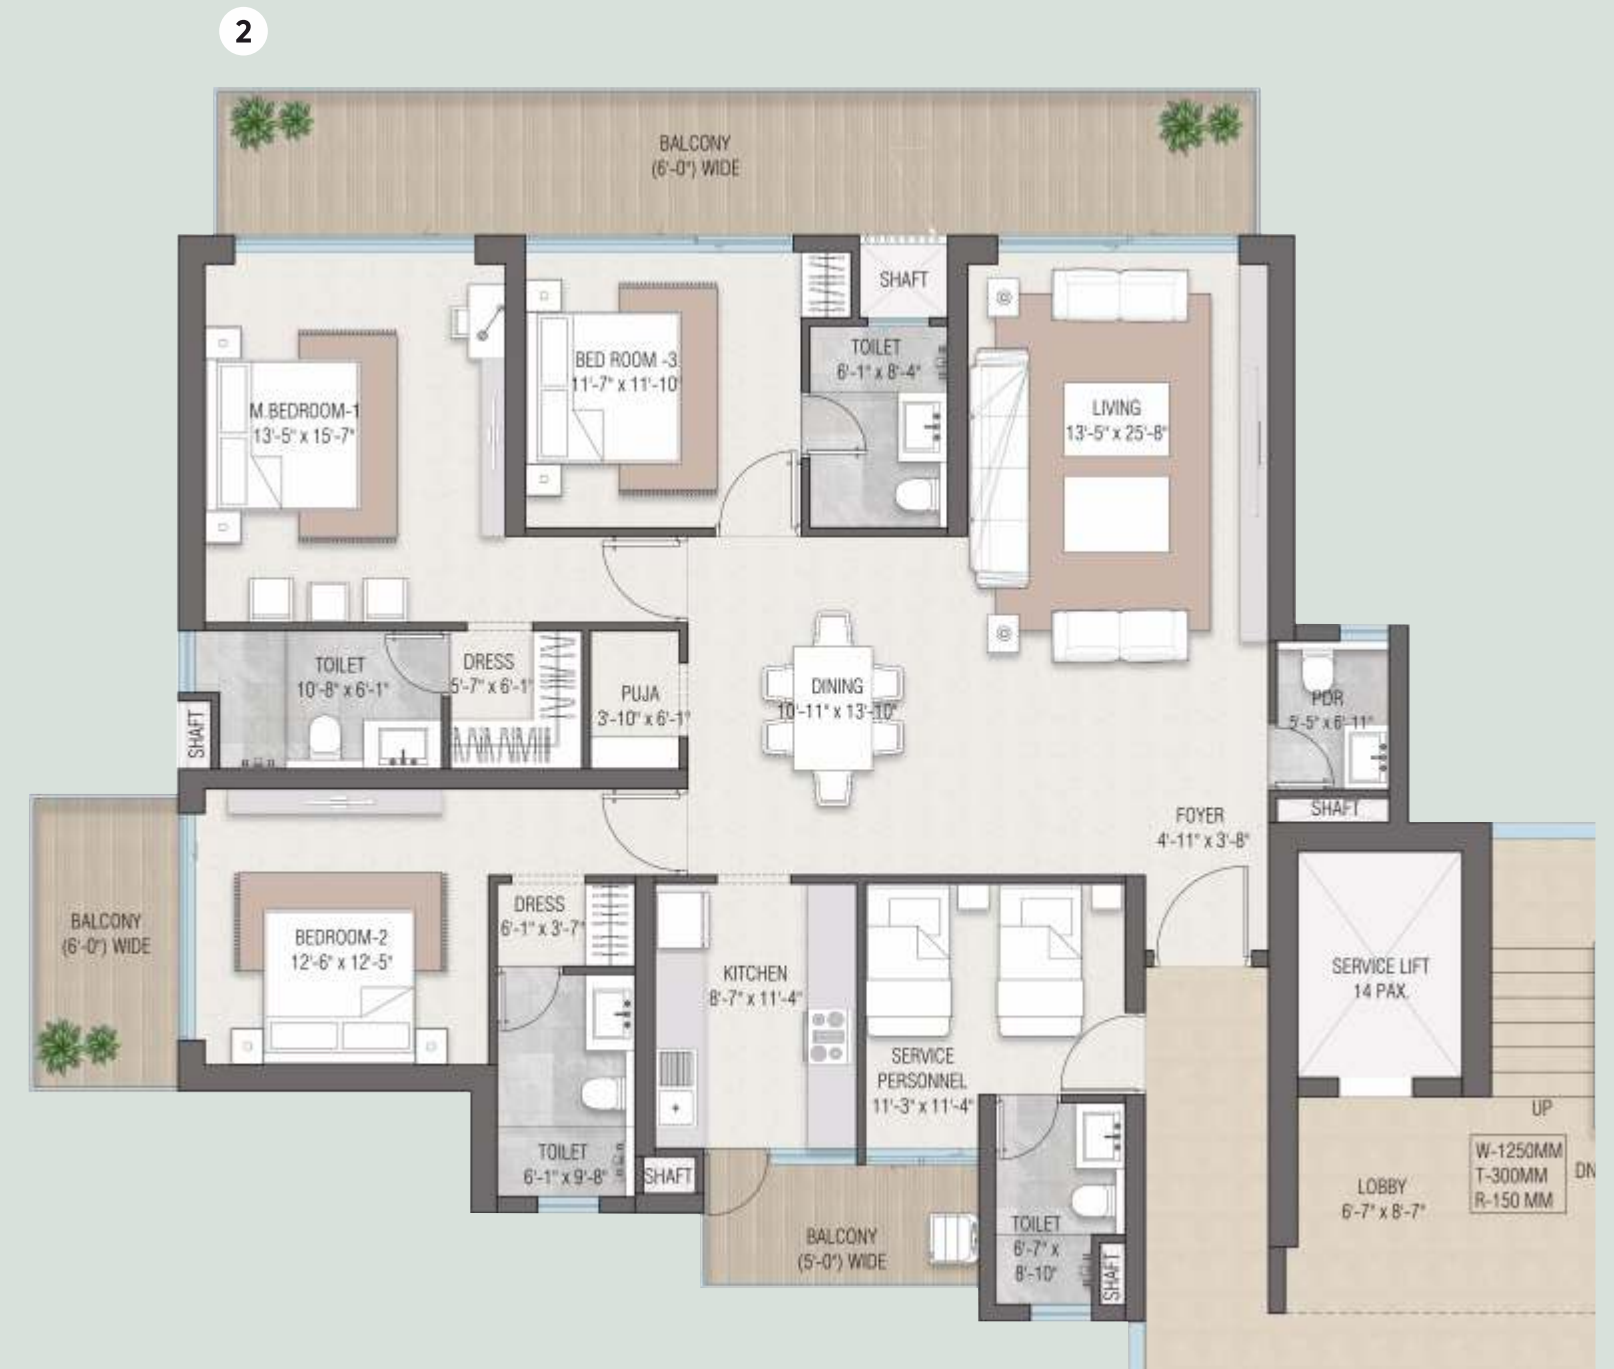 2
BALCONY
(6'-0") WIDE
SHAFT
TOILET
6'-1" x 8'-4"
BED ROOM -3
11'-7" x 11'-10"
M.BEDROOM-1
13'-5" x 15'-7"
LIVING
13'-5" x 25'-8"
TOILET
10'-8" x 6'-1"
DRESS
5'-7" x 6'-1"
PUJA
3'-10" x 6'-1"
DINING
10'-11" x 13'-10"
PDR
5'-5" x 6'-11"
SHAFT
SHAFT
FOYER
4'-11" x 3'-8"
BALCONY
(6'-0") WIDE
BEDROOM-2
12'-6" x 12'-5"
DRESS
6'-1" x 3'-7"
KITCHEN
8'-7" x 11'-4"
SERVICE LIFT
14 PAX.
SERVICE
PERSONNEL
11'-3" x 11'-4"
UP
W-1250MM
T-300MM
R-150 MM
DN
TOILET
6'-1" x 9'-8"
SHAFT
LOBBY
6'-7" x 8'-7"
BALCONY
(5'-0") WIDE
TOILET
6'-7" x
8'-10"
SHAFT